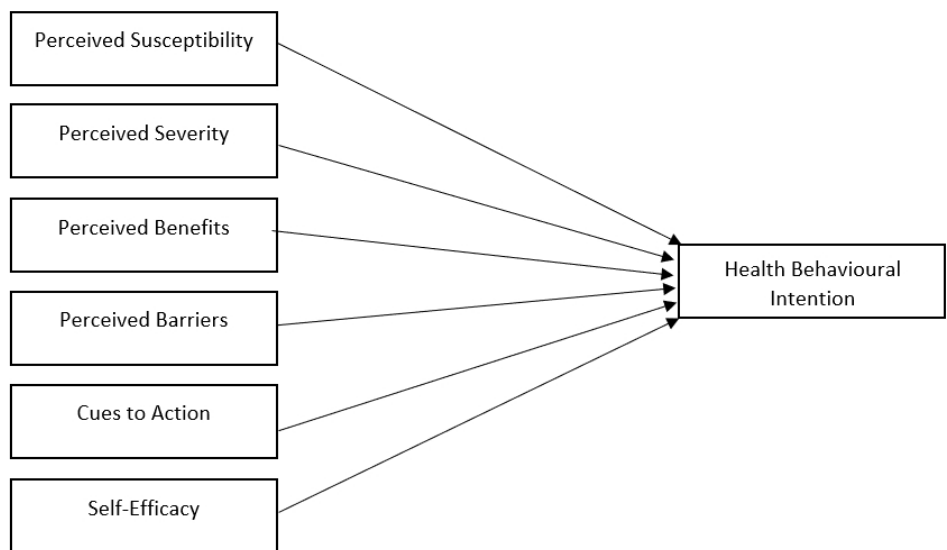 Perceived Susceptibility
Perceived Severity
Perceived Benefits
Perceived Barriers
Cues to Action
Self-Efficacy
Health Behavioural
Intention